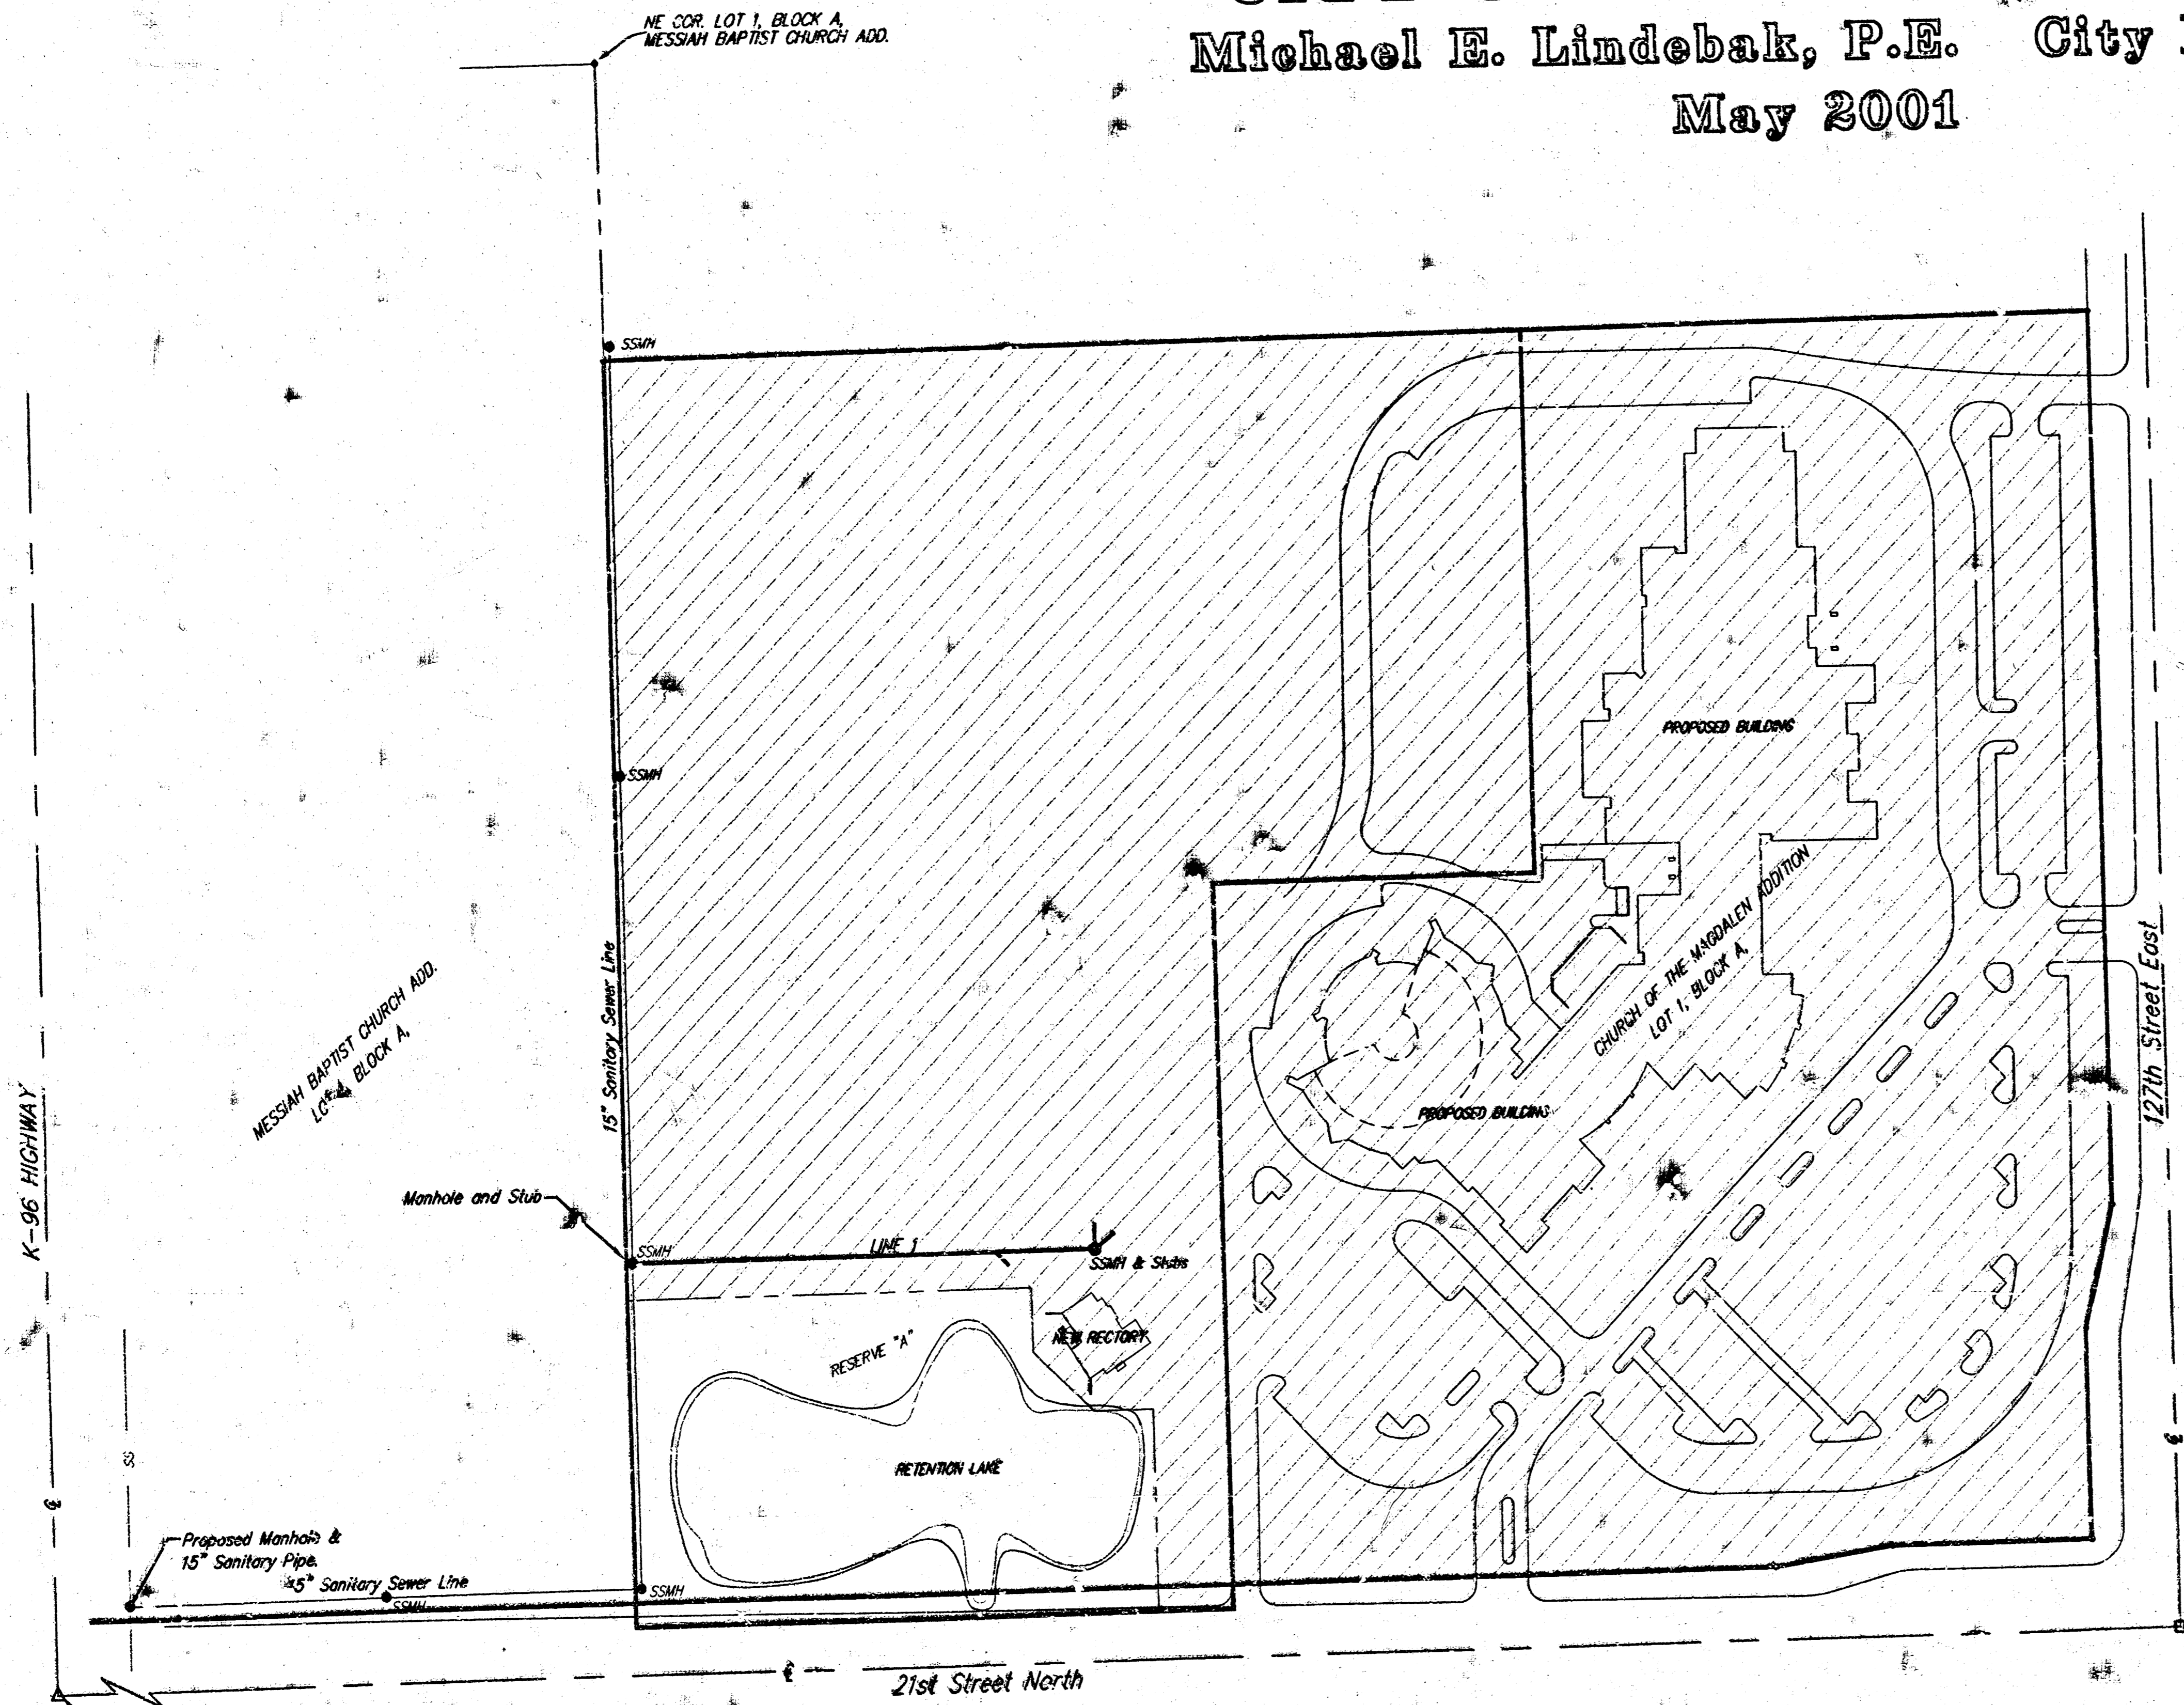 Michael E. Lindebak, P.E. City
May 2001
NE COR. LOT 1, BLOCK A,
MESSIAH BAPTIST CHURCH ADD.
SSMH
SSMH
PROPOSED BUILDING
15" Sanitary Sewer Line
CHURCH OF THE MAGDALEN ADDITION
LOT 1, BLOCK A,
127th Street East
MESSIAH BAPTIST CHURCH ADD.
BLOCK A,
K-96 HIGHWAY
PROPOSED BUILDING
Manhole and Stub
SSMH
LINE 1
SSMH & Stubs
NEW RECTORY
RESERVE "A"
RETENTION LAKE
SS
Proposed Manhole &
15" Sanitary Pipe.
15" Sanitary Sewer Line
SSMH
SSMH
21st Street North